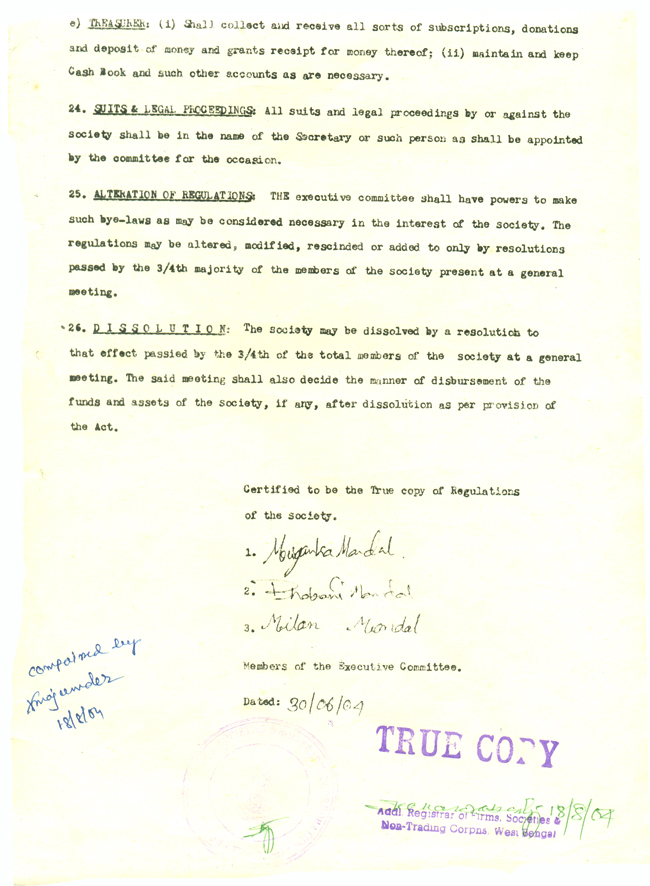 e) TREASURER: (i) Shall collect and receive all sorts of subscriptions, donations
and deposit of money and grants receipt for money thereof; (ii) maintain and keep
Cash Book and such other accounts as are necessary.
24. SUITS & LEGAL PROCEEDINGS: All suits and legal proceedings by or against the
society shall be in the name of the Secretary or such person as shall be appointed
by the committee for the occasion.
25. ALTERATION OF REGULATIONS: THE executive committee shall have powers to make
such bye-laws as may be considered necessary in the interest of the society. The
regulations may be altered, modified, rescinded or added to only by resolutions
passed by the 3/4th majority of the members of the society present at a general
meeting.
26. D I S S O L U T I O N: The society may be dissolved by a resolution to
that effect passied by the 3/4th of the total members of the society at a general
meeting. The said meeting shall also decide the manner of disbursement of the
funds and assets of the society, if any, after dissolution as per provision of
the Act.
Certified to be the True copy of Regulations
of the society.
1. Mriganka Mandal.
2. Mandal
3. Milan Mondal
Members of the Executive Committee.
Dated: 30/06/04
compared by
18/8/04
TRUE COPY
18/8/04
Addl. Registrar of Firms, Societies &
Non-Trading Corpns. West Bengal